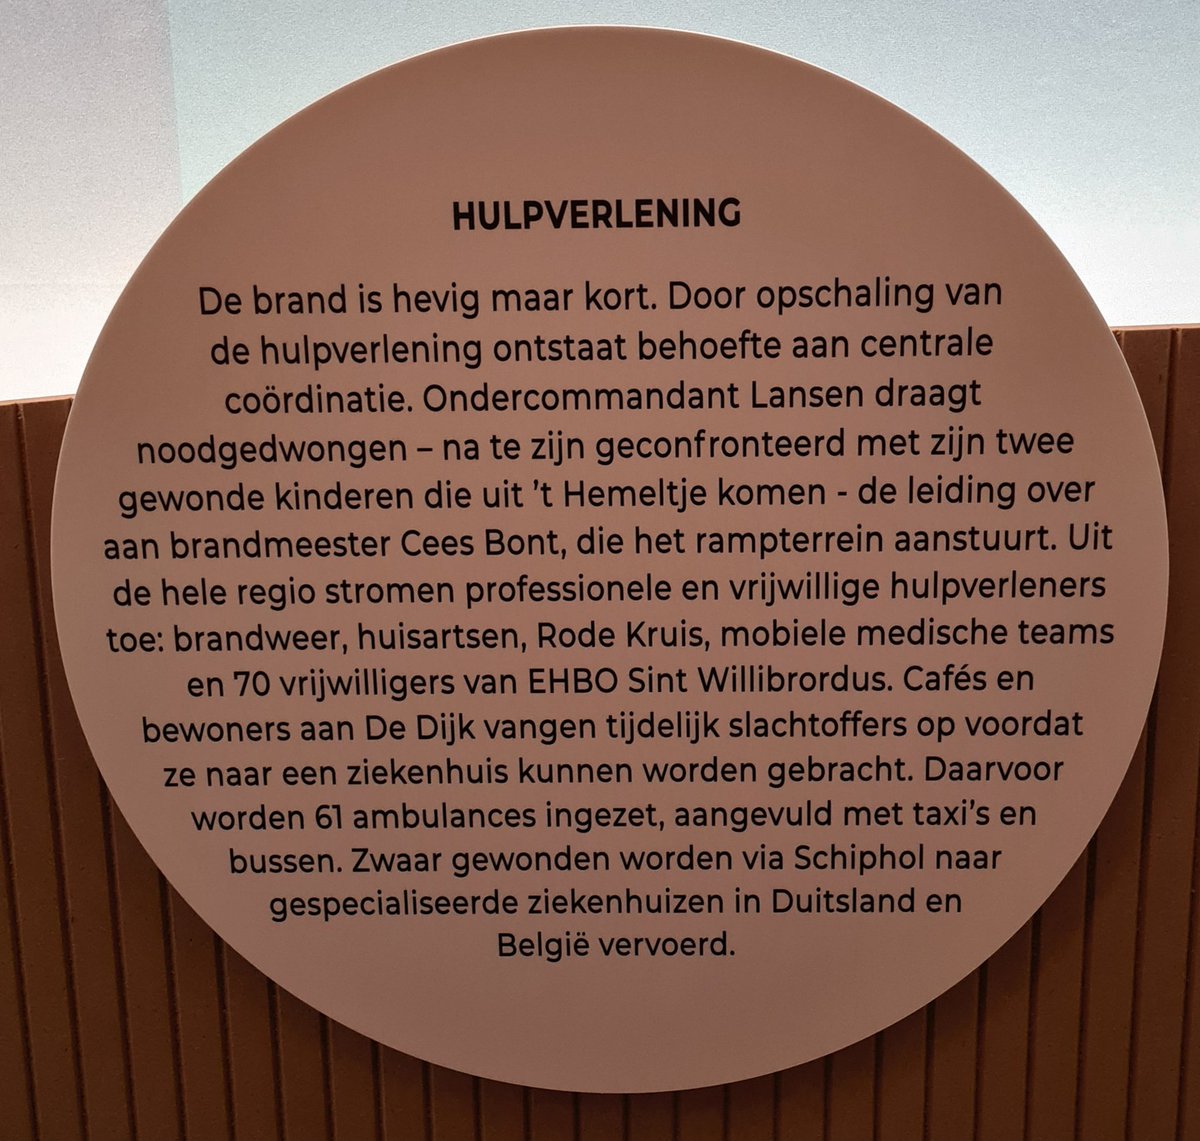 HULPVERLENING
De brand is hevig maar kort. Door opschaling van
de hulpverlening ontstaat behoefte aan centrale
coördinatie. Ondercommandant Lansen draagt
noodgedwongen – na te zijn geconfronteerd met zijn twee
gewonde kinderen die uit ’t Hemeltje komen - de leiding over
aan brandmeester Cees Bont, die het rampterrein aanstuurt. Uit
de hele regio stromen professionele en vrijwillige hulpverleners
toe: brandweer, huisartsen, Rode Kruis, mobiele medische teams
en 70 vrijwilligers van EHBO Sint Willibrordus. Cafés en
bewoners aan De Dijk vangen tijdelijk slachtoffers op voordat
ze naar een ziekenhuis kunnen worden gebracht. Daarvoor
worden 61 ambulances ingezet, aangevuld met taxi’s en
bussen. Zwaar gewonden worden via Schiphol naar
gespecialiseerde ziekenhuizen in Duitsland en
België vervoerd.